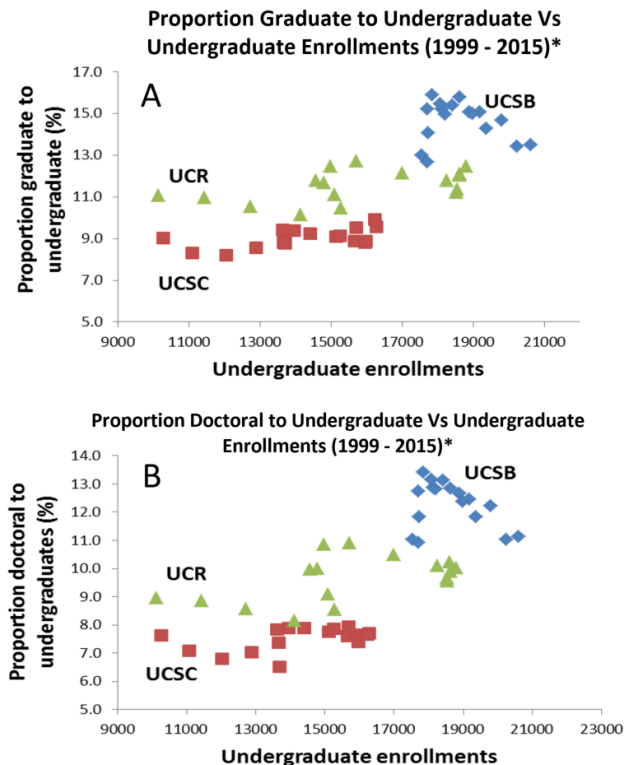 Proportion Graduate to Undergraduate Vs
Undergraduate Enrollments (1999 - 2015)*
17.0
15.0
13.0
11.0
9.0
7.0
5.0
A
UCSB
UCR
UCSC
Proportion graduate to
undergraduate (%)
9000 11000 13000 15000 17000 19000 21000
Undergraduate enrollments
Proportion Doctoral to Undergraduate Vs Undergraduate
Enrollments (1999 - 2015)*
14.0
13.0
12.0
11.0
10.0
9.0
8.0
7.0
6.0
5.0
B
UCSB
UCR
UCSC
Proportion doctoral to
undergraduates (%)
9000 11000 13000 15000 17000 19000 21000 23000
Undergraduate enrollments